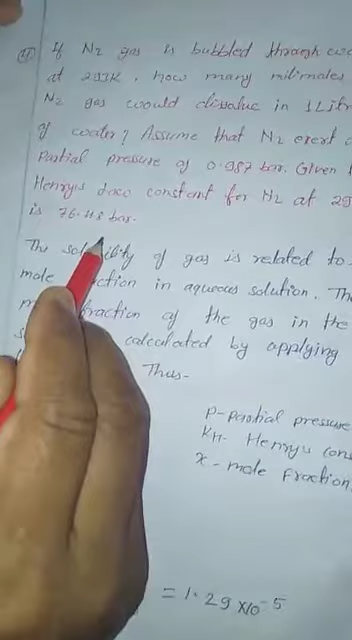 If N2 gas is bubbled through
at 293K. how many milimoles
N2 gas would dissolve in 1 Litr
of water? Assume that N2 exert
Partial pressure of 0.987 bar. Given
Henry's law constant for N2 at 29
is 76.48 bar.
The solubility of gas is related to
mole fraction in aqueous solution. Th
fraction of the gas in the
calculated by applying
Thus-
P-partial pressure
KH- Henry's Cons
x - mole fraction
= 1.29 x10-5